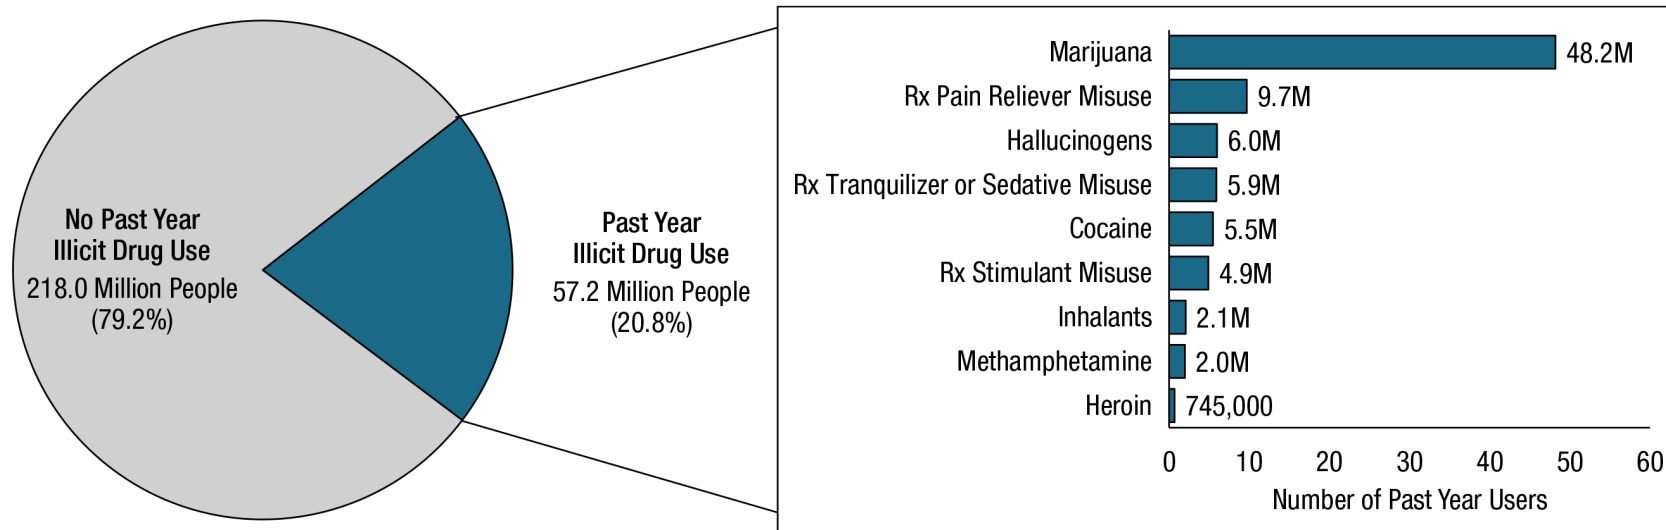 No Past Year
Illicit Drug Use
218.0 Million People
(79.2%)
Past Year
Illicit Drug Use
57.2 Million People
(20.8%)
Marijuana 48.2M
Rx Pain Reliever Misuse 9.7M
Hallucinogens 6.0M
Rx Tranquilizer or Sedative Misuse 5.9M
Cocaine 5.5M
Rx Stimulant Misuse 4.9M
Inhalants 2.1M
Methamphetamine 2.0M
Heroin 745,000
0 10 20 30 40 50 60
Number of Past Year Users